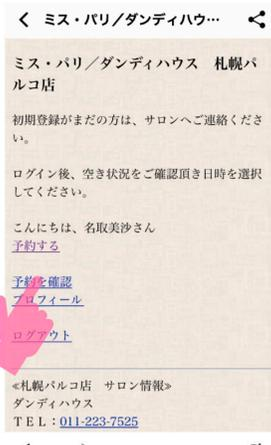 ミス・パリ／ダンディハウ…
ミス・パリ／ダンディハウス 札幌パ
ルコ店
初期登録がまだの方は、サロンへご連絡くださ
い。
ログイン後、空き状況をご確認頂き日時を選択
してください。
こんにちは、名取美沙さん
予約する
予約を確認
プロフィール
ログアウト
≪札幌パルコ店 サロン情報≫
ダンディハウス
ＴＥＬ：011-223-7525